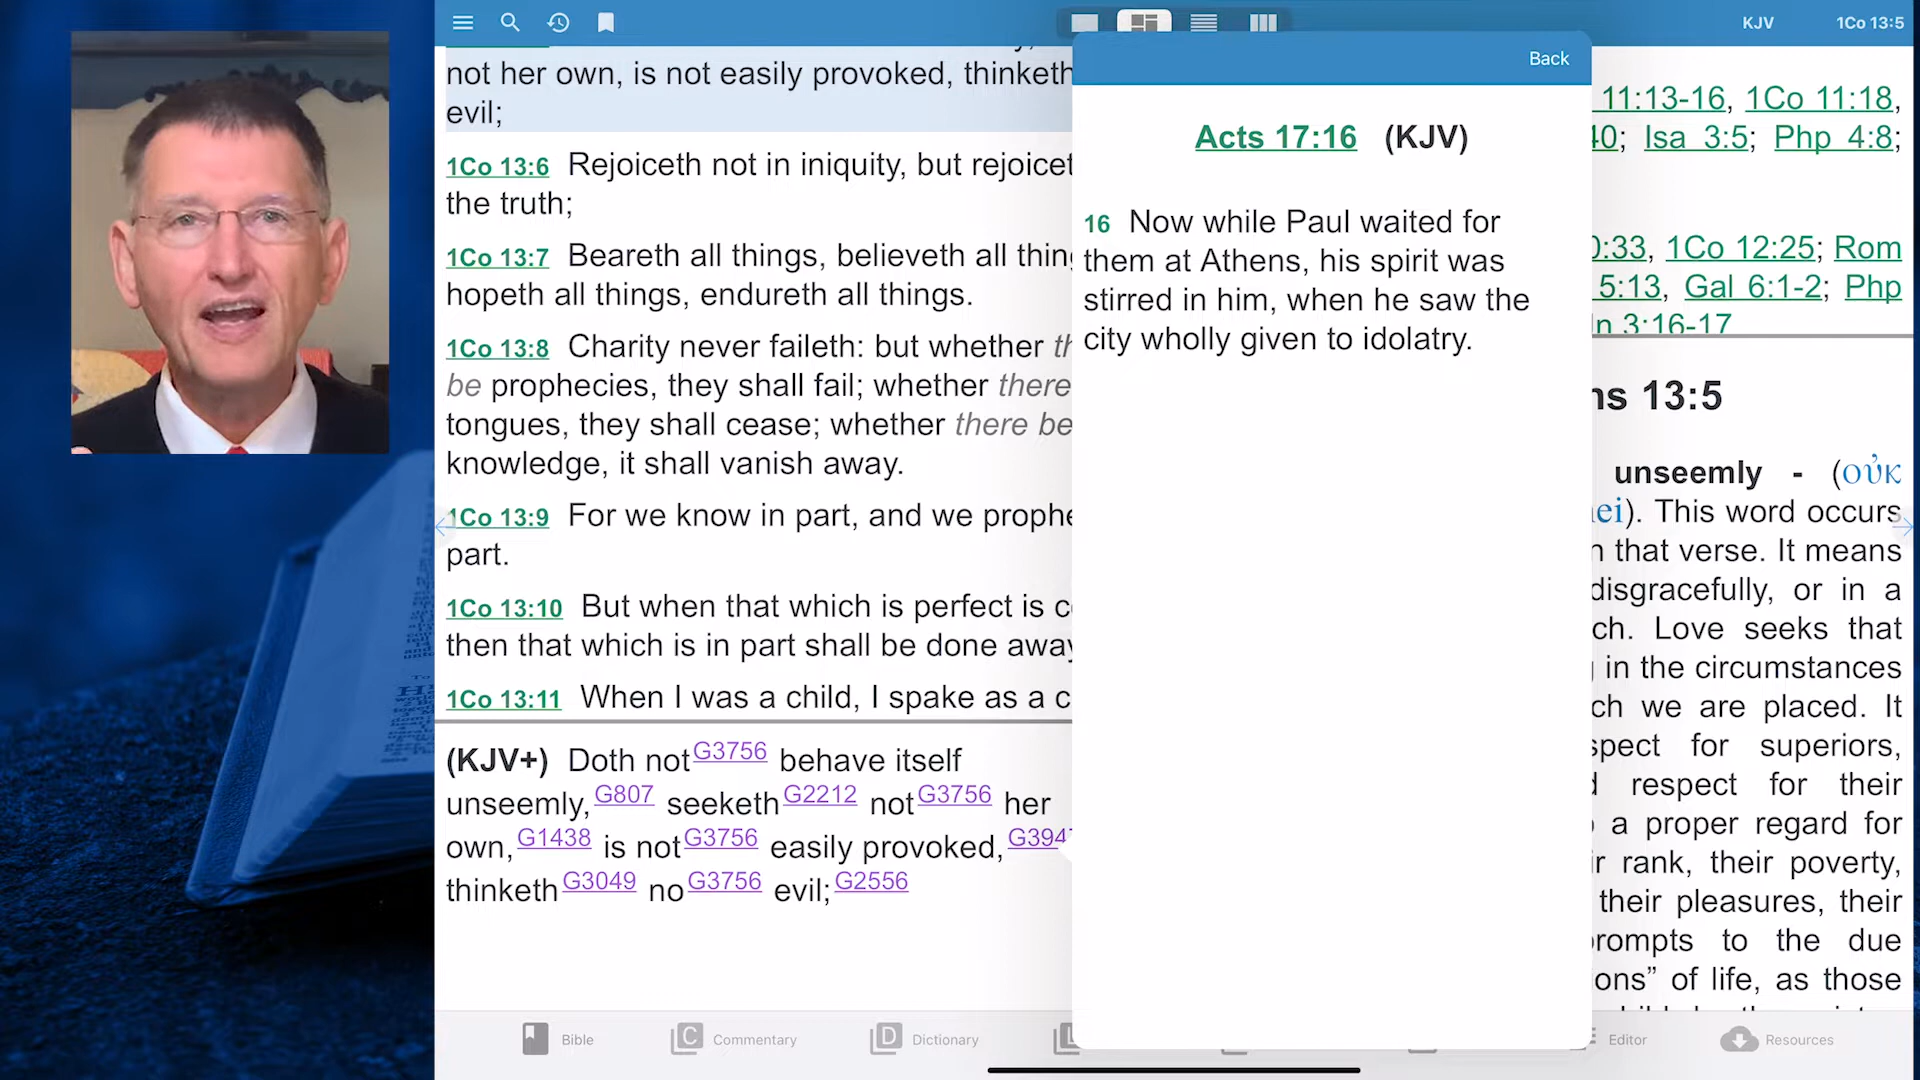 KJV
1Co 13:5
not her own, is not easily provoked, thinketh
evil;
1Co 13:6 Rejoiceth not in iniquity, but rejoicet
the truth;
1Co 13:7 Beareth all things, believeth all thin
hopeth all things, endureth all things.
1Co 13:8 Charity never faileth: but whether th
be prophecies, they shall fail; whether there
tongues, they shall cease; whether there be
knowledge, it shall vanish away.
1Co 13:9 For we know in part, and we prophe
part.
1Co 13:10 But when that which is perfect is c
then that which is in part shall be done away
1Co 13:11 When I was a child, I spake as a c
(KJV+) Doth not G3756 behave itself
unseemly, G807 seeketh G2212 not G3756 her
own, G1438 is not G3756 easily provoked, G394
thinketh G3049 no G3756 evil; G2556
Back
Acts 17:16 (KJV)
16 Now while Paul waited for
them at Athens, his spirit was
stirred in him, when he saw the
city wholly given to idolatry.
11:13-16, 1Co 11:18,
40; Isa 3:5; Php 4:8;
0:33, 1Co 12:25; Rom
5:13, Gal 6:1-2; Php
n 3:16-17
ns 13:5
unseemly - (οὐκ
ei). This word occurs
that verse. It means
disgracefully, or in a
ch. Love seeks that
in the circumstances
ch we are placed. It
spect for superiors,
respect for their
a proper regard for
ir rank, their poverty,
their pleasures, their
prompts to the due
ons” of life, as those
Bible
Commentary
Dictionary
Editor
Resources